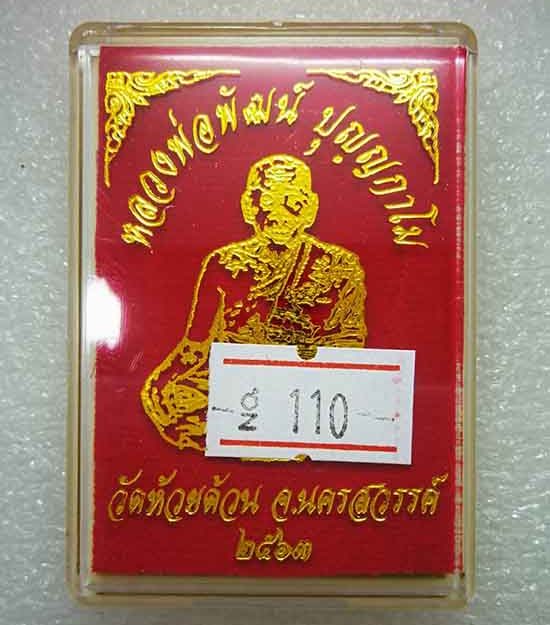 หลวงพ่อพัฒน์ ปุญญกาโม
110
วัดห้วยด้วน จ.นครสวรรค์
๒๕๖๓